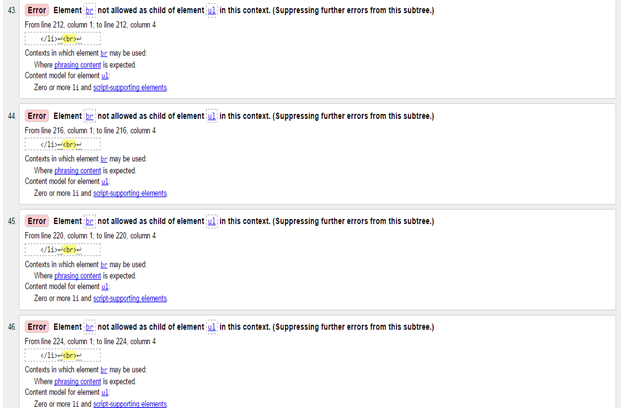 43. Error Element br not allowed as child of element ul in this context. (Suppressing further errors from this subtree.)
From line 212, column 1; to line 212, column 4
</li>↩<br>↩
Contexts in which element br may be used:
Where phrasing content is expected.
Content model for element ul:
Zero or more li and script-supporting elements.
44. Error Element br not allowed as child of element ul in this context. (Suppressing further errors from this subtree.)
From line 216, column 1; to line 216, column 4
</li>↩<br>↩
Contexts in which element br may be used:
Where phrasing content is expected.
Content model for element ul:
Zero or more li and script-supporting elements.
45. Error Element br not allowed as child of element ul in this context. (Suppressing further errors from this subtree.)
From line 220, column 1; to line 220, column 4
</li>↩<br>↩
Contexts in which element br may be used:
Where phrasing content is expected.
Content model for element ul:
Zero or more li and script-supporting elements.
46. Error Element br not allowed as child of element ul in this context. (Suppressing further errors from this subtree.)
From line 224, column 1; to line 224, column 4
</li>↩<br>↩
Contexts in which element br may be used:
Where phrasing content is expected.
Content model for element ul:
Zero or more li and script-supporting elements.